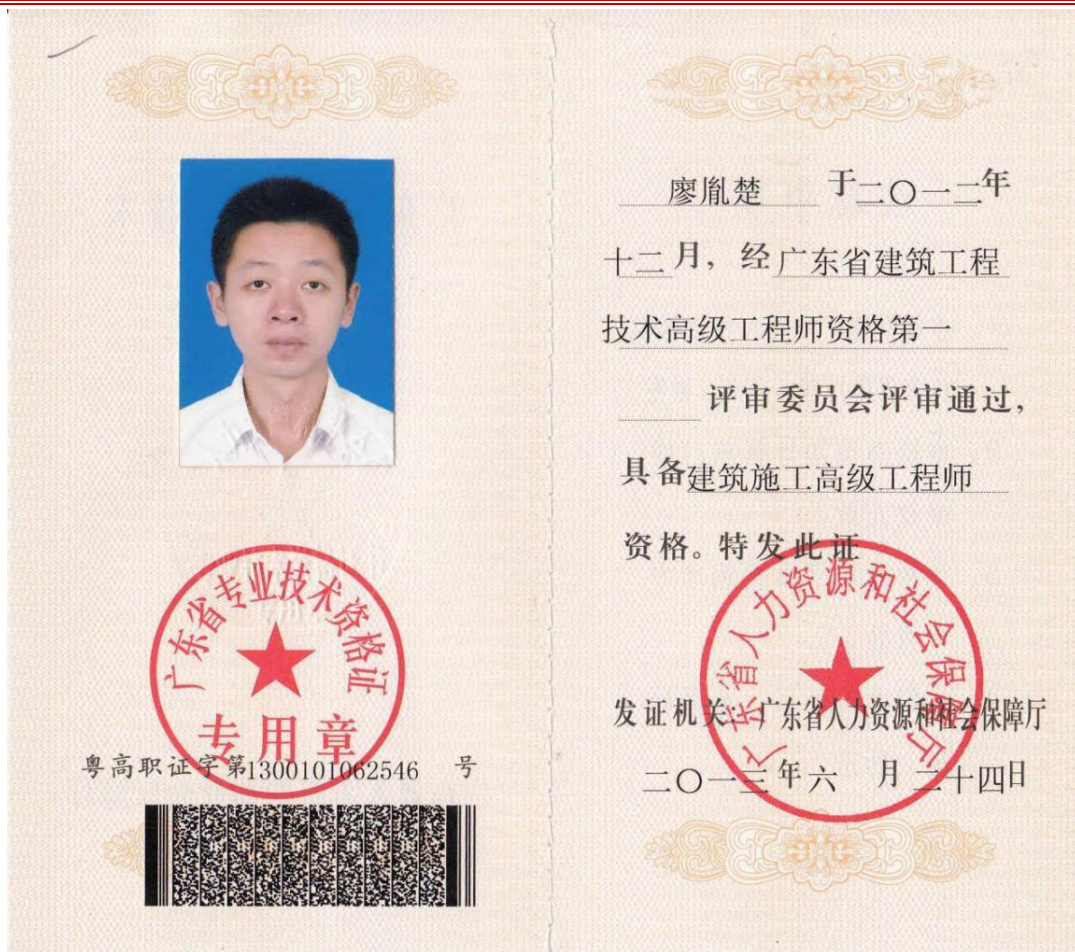 广东省专业技术资格证
专用章
粤高职证字第1300101062546 号
廖胤楚 于二〇一二年
十二月，经广东省建筑工程
技术高级工程师资格第一
评审委员会评审通过，
具备建筑施工高级工程师
资格。特发此证
广东省人力资源和社会保障厅
发证机关：广东省人力资源和社会保障厅
二〇一三年六 月二十四日